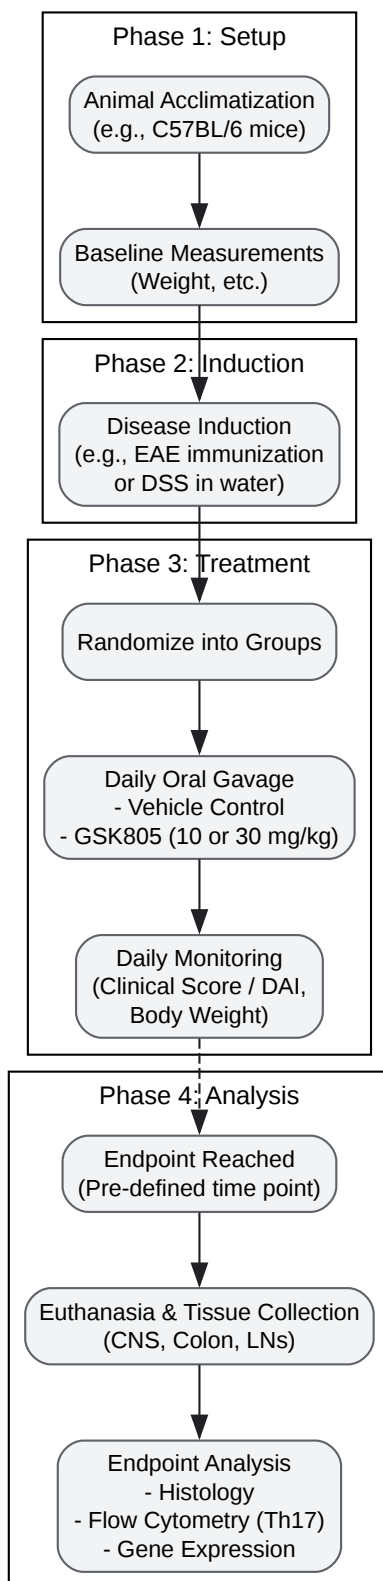 Phase 1: Setup
Animal Acclimatization
(e.g., C57BL/6 mice)
Baseline Measurements
(Weight, etc.)
Phase 2: Induction
Disease Induction
(e.g., EAE immunization
or DSS in water)
Phase 3: Treatment
Randomize into Groups
Daily Oral Gavage
- Vehicle Control
- GSK805 (10 or 30 mg/kg)
Daily Monitoring
(Clinical Score / DAI,
Body Weight)
Phase 4: Analysis
Endpoint Reached
(Pre-defined time point)
Euthanasia & Tissue Collection
(CNS, Colon, LNs)
Endpoint Analysis
- Histology
- Flow Cytometry (Th17)
- Gene Expression